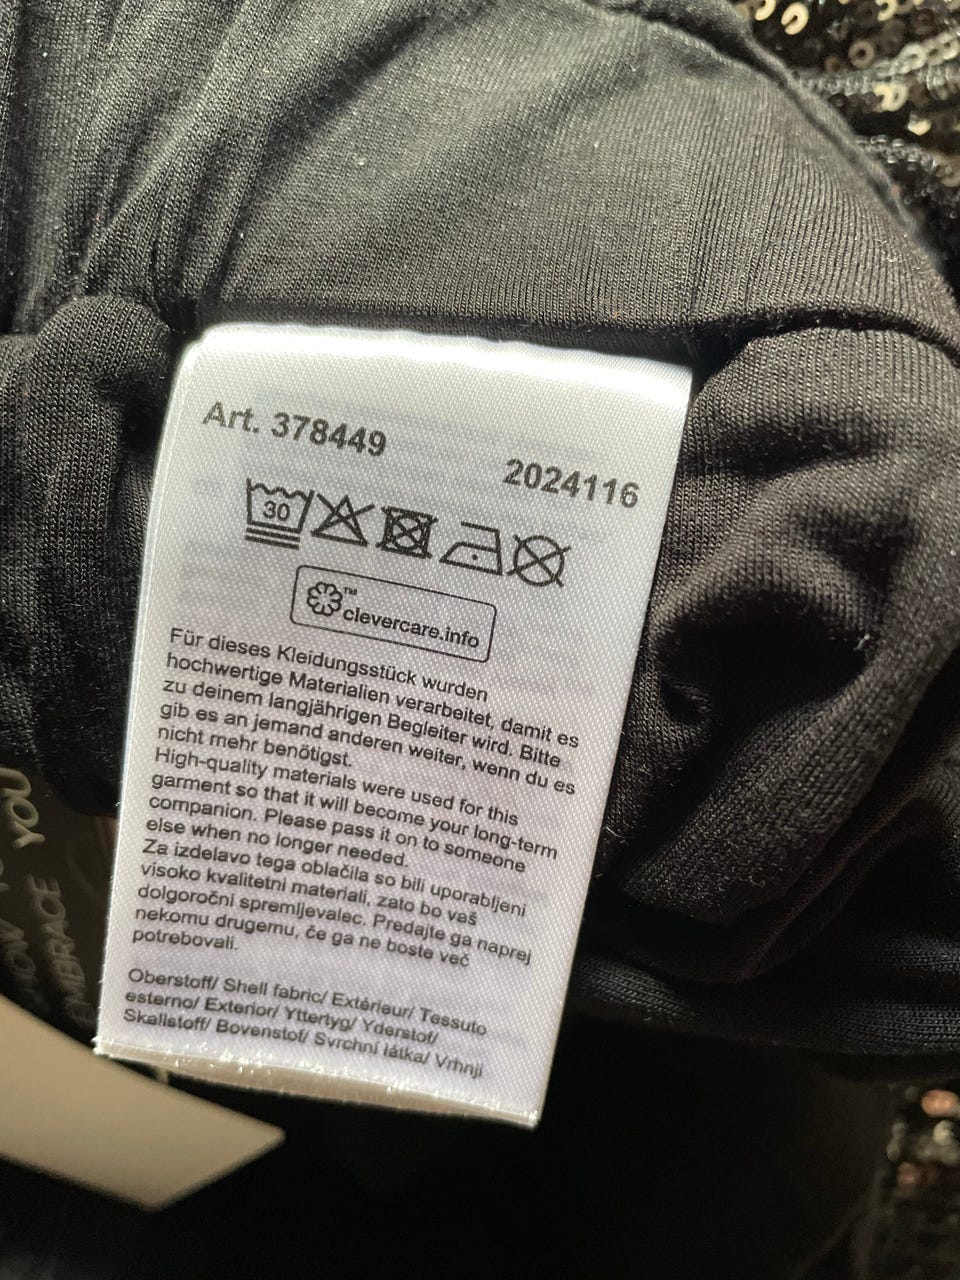 Art. 378449
2024116
30
™
clevercare.info
Für dieses Kleidungsstück wurden
hochwertige Materialien verarbeitet, damit es
zu deinem langjährigen Begleiter wird. Bitte
gib es an jemand anderen weiter, wenn du es
nicht mehr benötigst.
High-quality materials were used for this
garment so that it will become your long-term
companion. Please pass it on to someone
else when no longer needed.
Za izdelavo tega oblačila so bili uporabljeni
visoko kvalitetni materiali, zato bo vaš
dolgoročni spremljevalec. Predajte ga naprej
nekomu drugemu, če ga ne boste več
potrebovali.
Oberstoff/ Shell fabric/ Extérieur/ Tessuto
esterno/ Exterior/ Yttertyg/ Yderstof/
Skallstoff/ Bovenstof/ Svrchní látka/ Vrhnji
YOU
EMBRACE